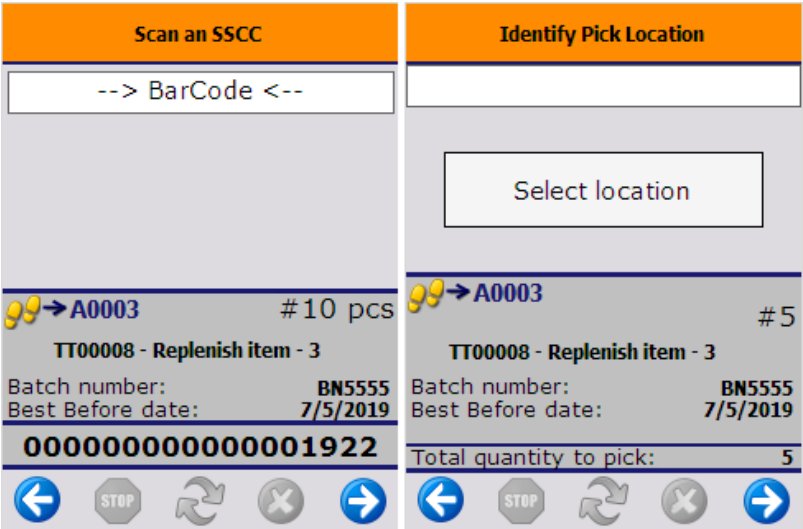 Scan an SSCC
--> BarCode <--
A0003
#10 pcs
TT00008 - Replenish item - 3
Batch number: BN5555
Best Before date: 7/5/2019
000000000000001922
STOP
Identify Pick Location
Select location
A0003
#5
TT00008 - Replenish item - 3
Batch number: BN5555
Best Before date: 7/5/2019
Total quantity to pick: 5
STOP